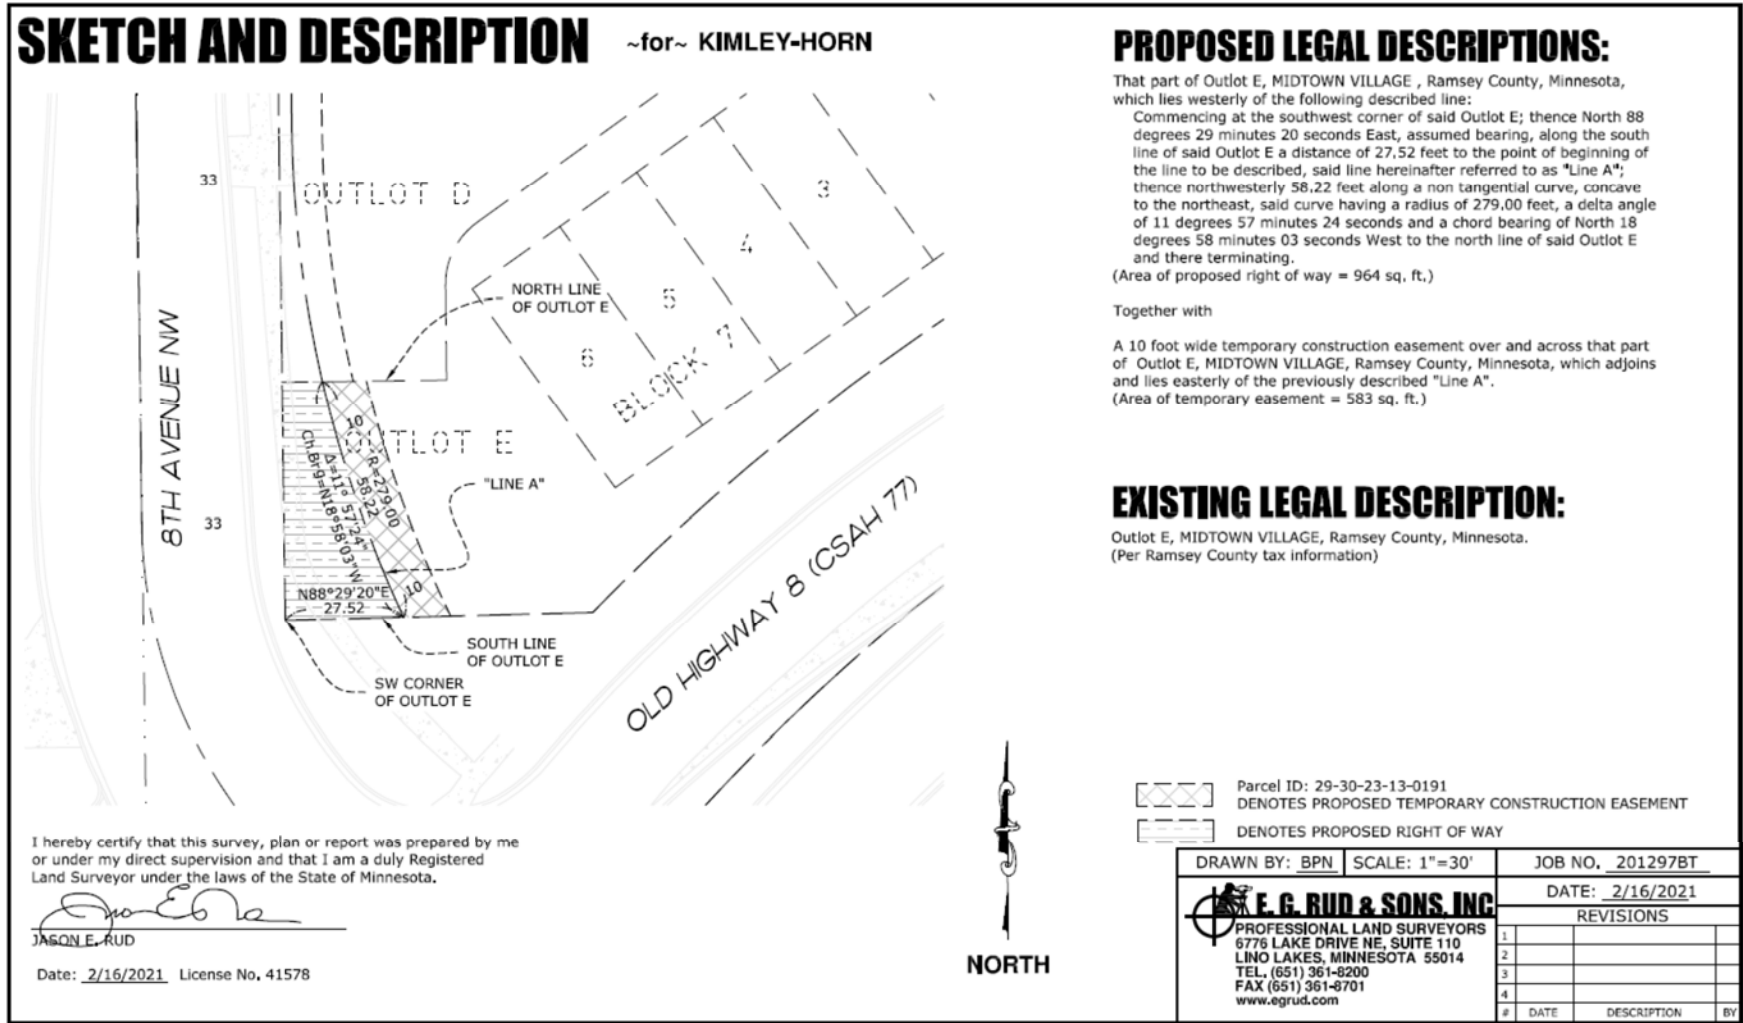 SKETCH AND DESCRIPTION ~for~ KIMLEY-HORN
33
OUTLOT D
3
4
5
6
BLOCK 7
NORTH LINE
OF OUTLOT E
8TH AVENUE NW
OUTLOT E
10
R=279.00
58.22
Δ=11°57'24"
Ch.Brg=N18°58'03"W
"LINE A"
33
N88°29'20"E
27.52
10
SOUTH LINE
OF OUTLOT E
SW CORNER
OF OUTLOT E
OLD HIGHWAY 8 (CSAH 77)
I hereby certify that this survey, plan or report was prepared by me
or under my direct supervision and that I am a duly Registered
Land Surveyor under the laws of the State of Minnesota.
JASON E. RUD
Date: 2/16/2021 License No. 41578
NORTH
PROPOSED LEGAL DESCRIPTIONS:
That part of Outlot E, MIDTOWN VILLAGE , Ramsey County, Minnesota,
which lies westerly of the following described line:
Commencing at the southwest corner of said Outlot E; thence North 88
degrees 29 minutes 20 seconds East, assumed bearing, along the south
line of said Outlot E a distance of 27.52 feet to the point of beginning of
the line to be described, said line hereinafter referred to as "Line A";
thence northwesterly 58.22 feet along a non tangential curve, concave
to the northeast, said curve having a radius of 279.00 feet, a delta angle
of 11 degrees 57 minutes 24 seconds and a chord bearing of North 18
degrees 58 minutes 03 seconds West to the north line of said Outlot E
and there terminating.
(Area of proposed right of way = 964 sq. ft.)
Together with
A 10 foot wide temporary construction easement over and across that part
of Outlot E, MIDTOWN VILLAGE, Ramsey County, Minnesota, which adjoins
and lies easterly of the previously described "Line A".
(Area of temporary easement = 583 sq. ft.)
EXISTING LEGAL DESCRIPTION:
Outlot E, MIDTOWN VILLAGE, Ramsey County, Minnesota.
(Per Ramsey County tax information)
Parcel ID: 29-30-23-13-0191
DENOTES PROPOSED TEMPORARY CONSTRUCTION EASEMENT
DENOTES PROPOSED RIGHT OF WAY
DRAWN BY: BPN SCALE: 1"=30' JOB NO. 201297BT
DATE: 2/16/2021
REVISIONS
1
2
3
4
# DATE DESCRIPTION BY
E. G. RUD & SONS, INC
PROFESSIONAL LAND SURVEYORS
6776 LAKE DRIVE NE, SUITE 110
LINO LAKES, MINNESOTA 55014
TEL. (651) 361-8200
FAX (651) 361-8701
www.egrud.com